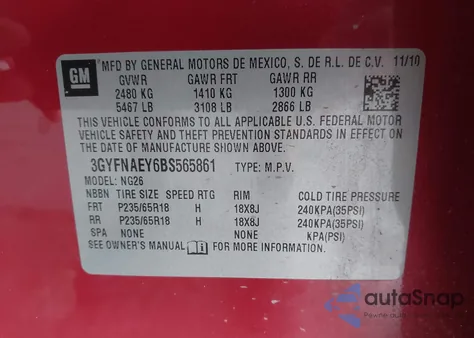 GM
MFD BY GENERAL MOTORS DE MEXICO, S. DE R.L. DE C.V. 11/10
GVWR GAWR FRT GAWR RR
2480 KG 1410 KG 1300 KG
5467 LB 3108 LB 2866 LB
THIS VEHICLE CONFORMS TO ALL APPLICABLE U.S. FEDERAL MOTOR
VEHICLE SAFETY AND THEFT PREVENTION STANDARDS IN EFFECT
ON THE DATE OF MANUFACTURE SHOWN ABOVE.
3GYFNAEY6BS565861 TYPE: M.P.V.
MODEL: NG26
NBBN TIRE SIZE SPEED RTG RIM COLD TIRE PRESSURE
FRT P235/65R18 H 18X8J 240KPA(35PSI)
RR P235/65R18 H 18X8J 240KPA(35PSI)
SPA NONE NONE KPA(PSI)
SEE OWNER'S MANUAL FOR MORE INFORMATION.
autoSnap